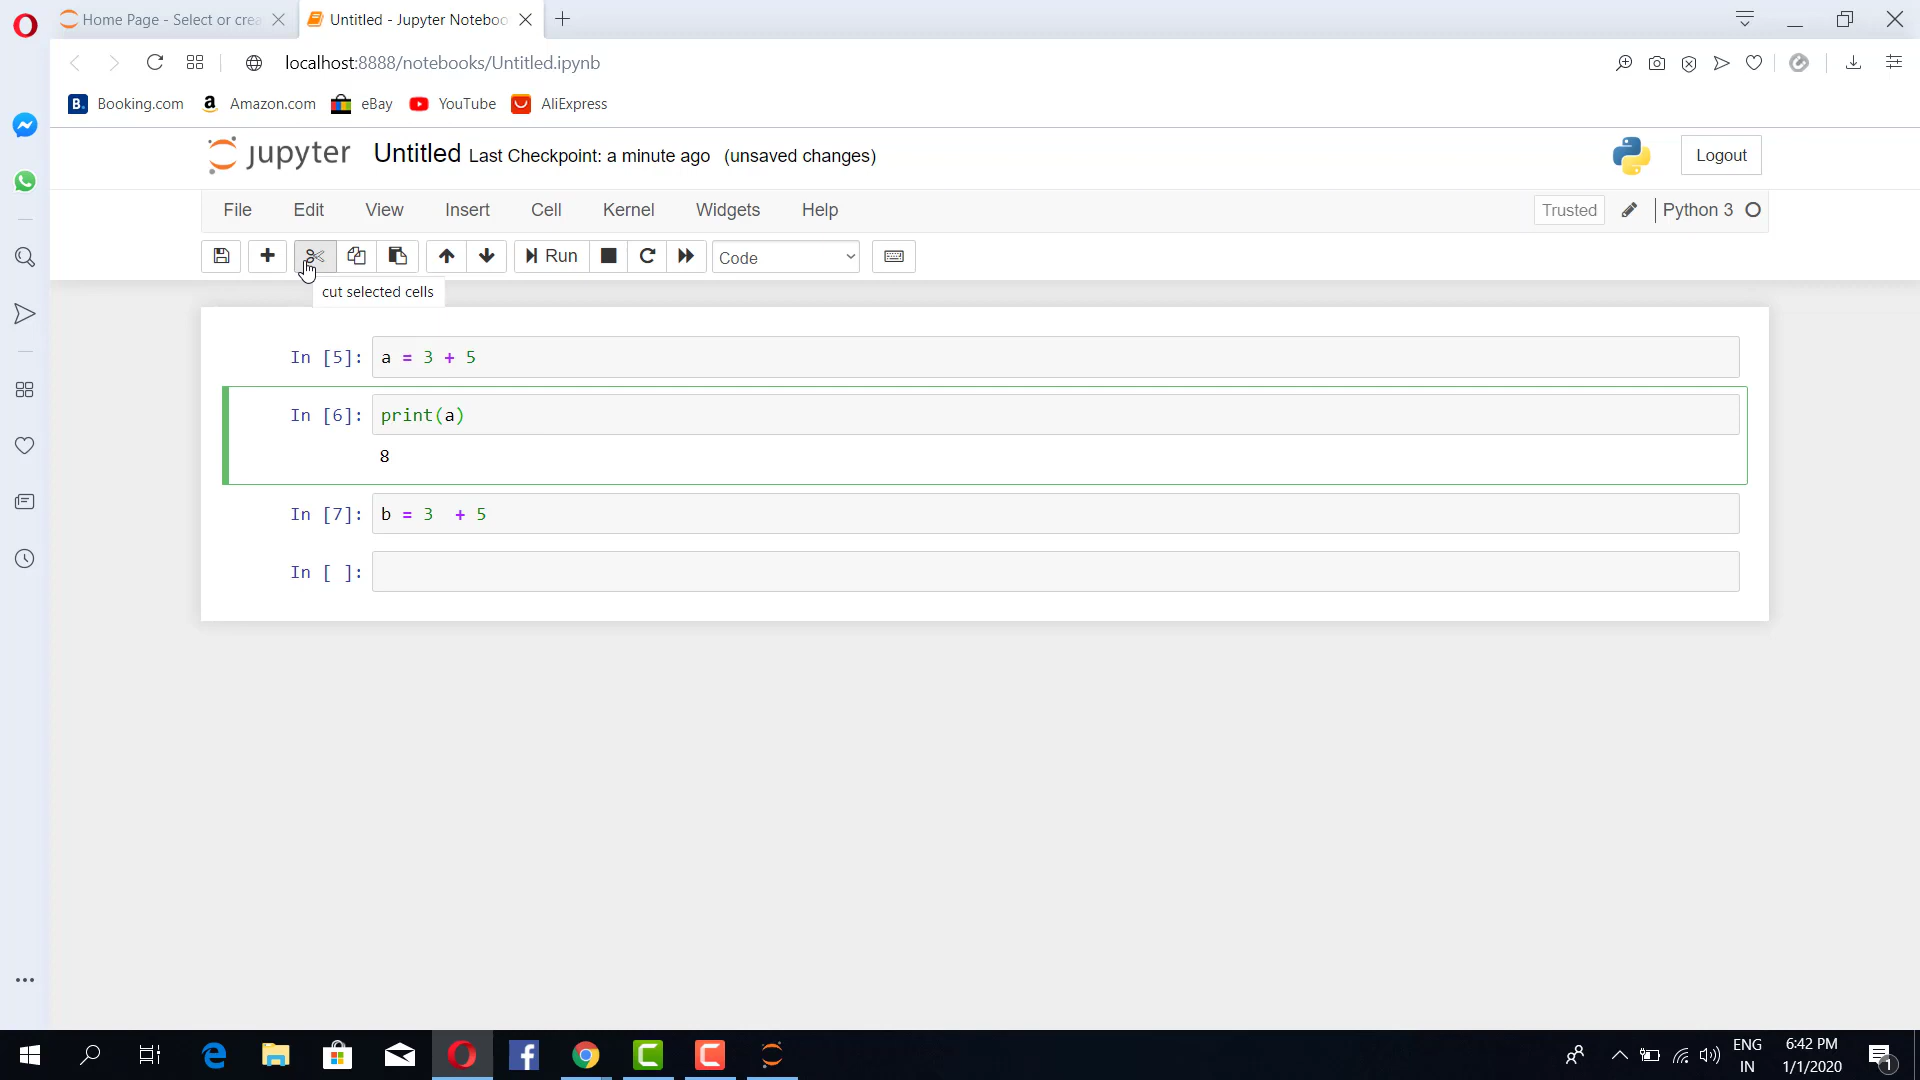 Home Page - Select or crea
Untitled - Jupyter Noteboo
localhost:8888/notebooks/Untitled.ipynb
B. Booking.com a Amazon.com eBay YouTube AliExpress
jupyter Untitled Last Checkpoint: a minute ago (unsaved changes)
Logout
File Edit View Insert Cell Kernel Widgets Help
Trusted Python 3
Run Code
cut selected cells
In [5]: a = 3 + 5
In [6]: print(a)
8
In [7]: b = 3  + 5
In [ ]:
ENG
IN
6:42 PM
1/1/2020
1